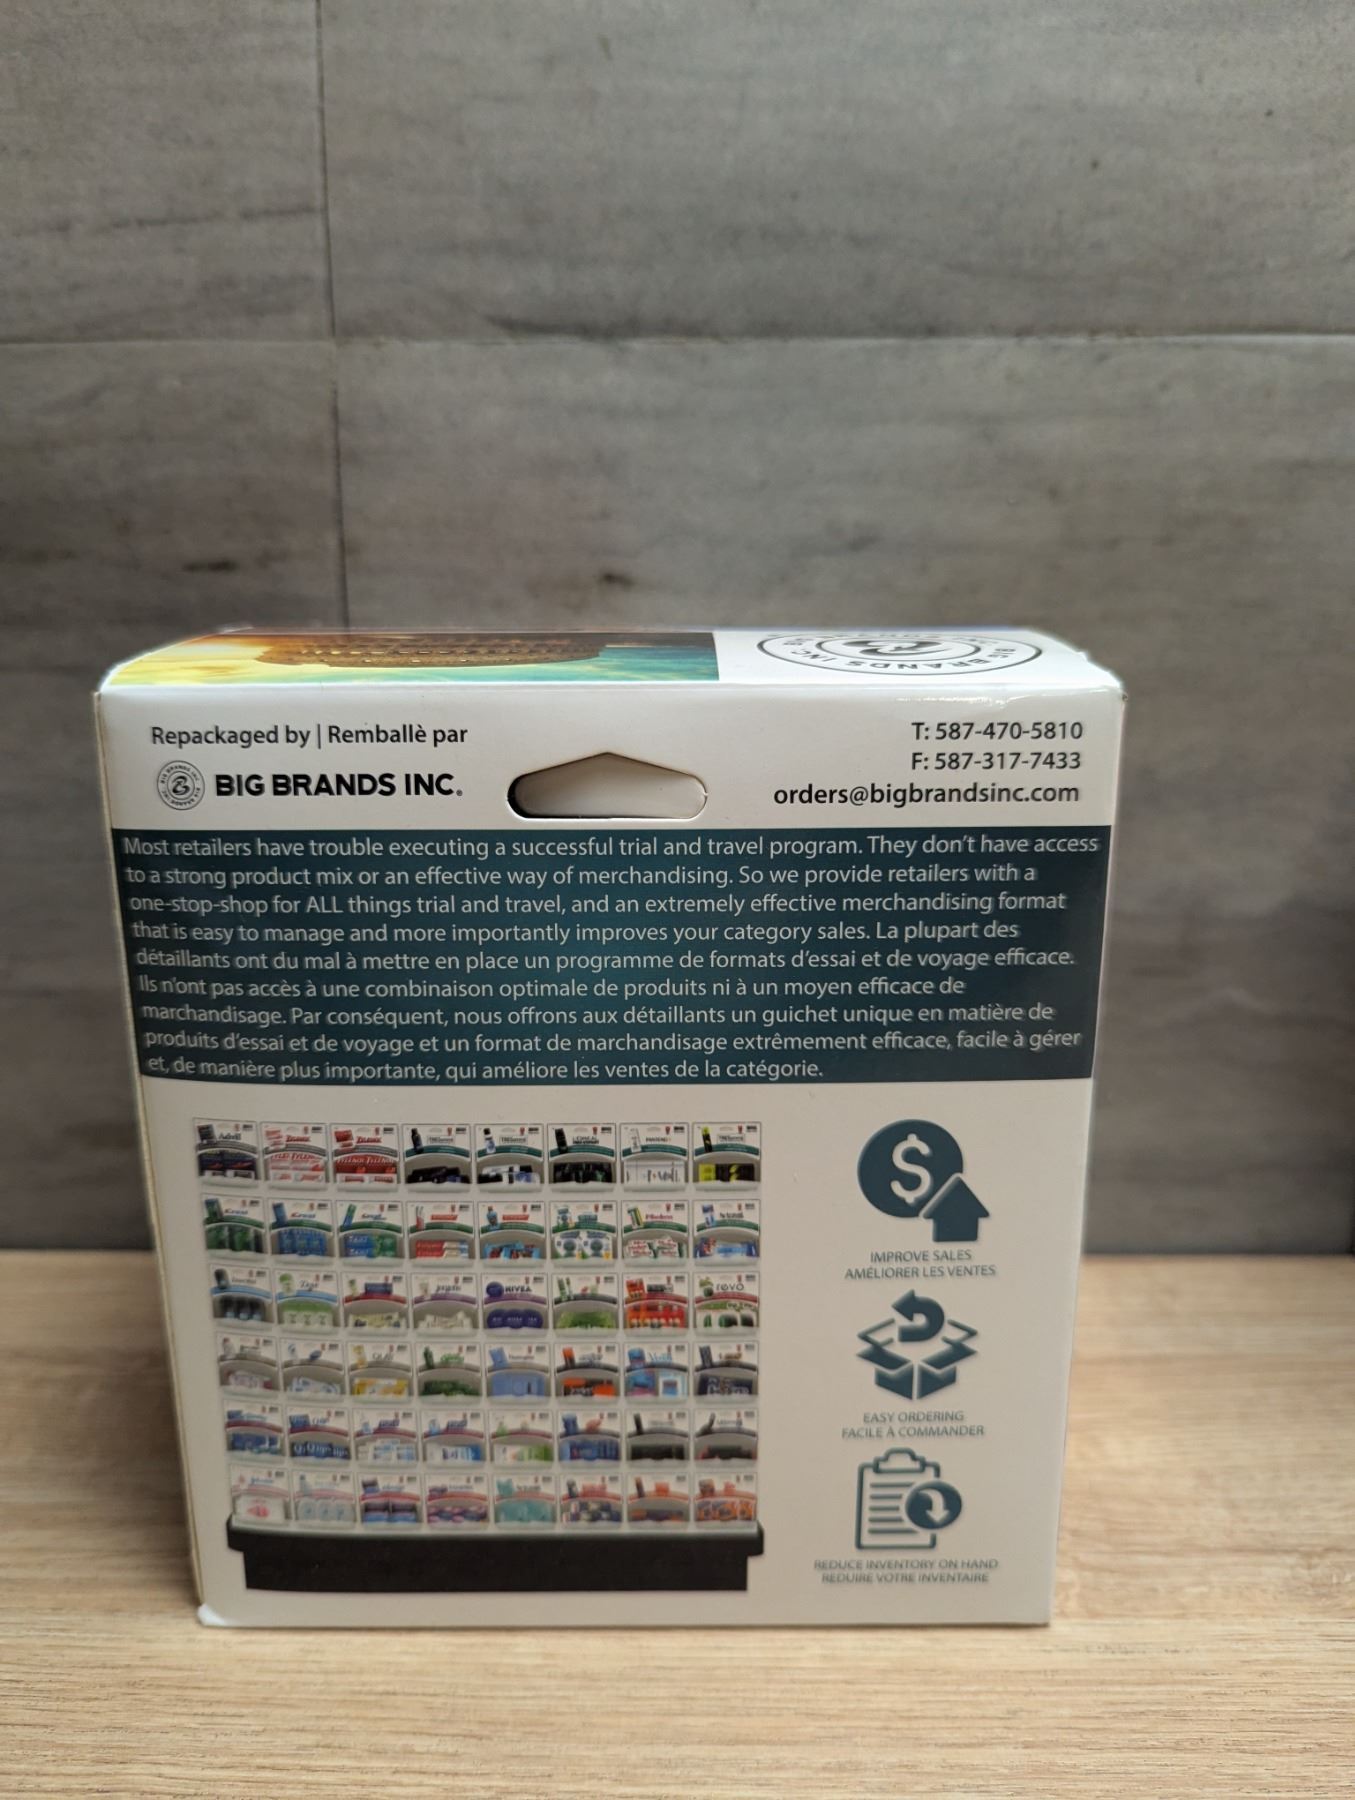 BIG BRANDS INC
Repackaged by | Remballè par
BIG BRANDS INC.
T: 587-470-5810
F: 587-317-7433
orders@bigbrandsinc.com
Most retailers have trouble executing a successful trial and travel program. They don't have access
to a strong product mix or an effective way of merchandising. So we provide retailers with a
one-stop-shop for ALL things trial and travel, and an extremely effective merchandising format
that is easy to manage and more importantly improves your category sales. La plupart des
détaillants ont du mal à mettre en place un programme de formats d'essai et de voyage efficace.
Ils n'ont pas accès à une combinaison optimale de produits ni à un moyen efficace de
marchandisage. Par conséquent, nous offrons aux détaillants un guichet unique en matière de
produits d'essai et de voyage et un format de marchandisage extrêmement efficace, facile à gérer
et, de manière plus importante, qui améliore les ventes de la catégorie.
Advil
TYLENOL
NIVEA
$
IMPROVE SALES
AMÉLIORER LES VENTES
EASY ORDERING
FACILE À COMMANDER
REDUCE INVENTORY ON HAND
REDUIRE VOTRE INVENTAIRE